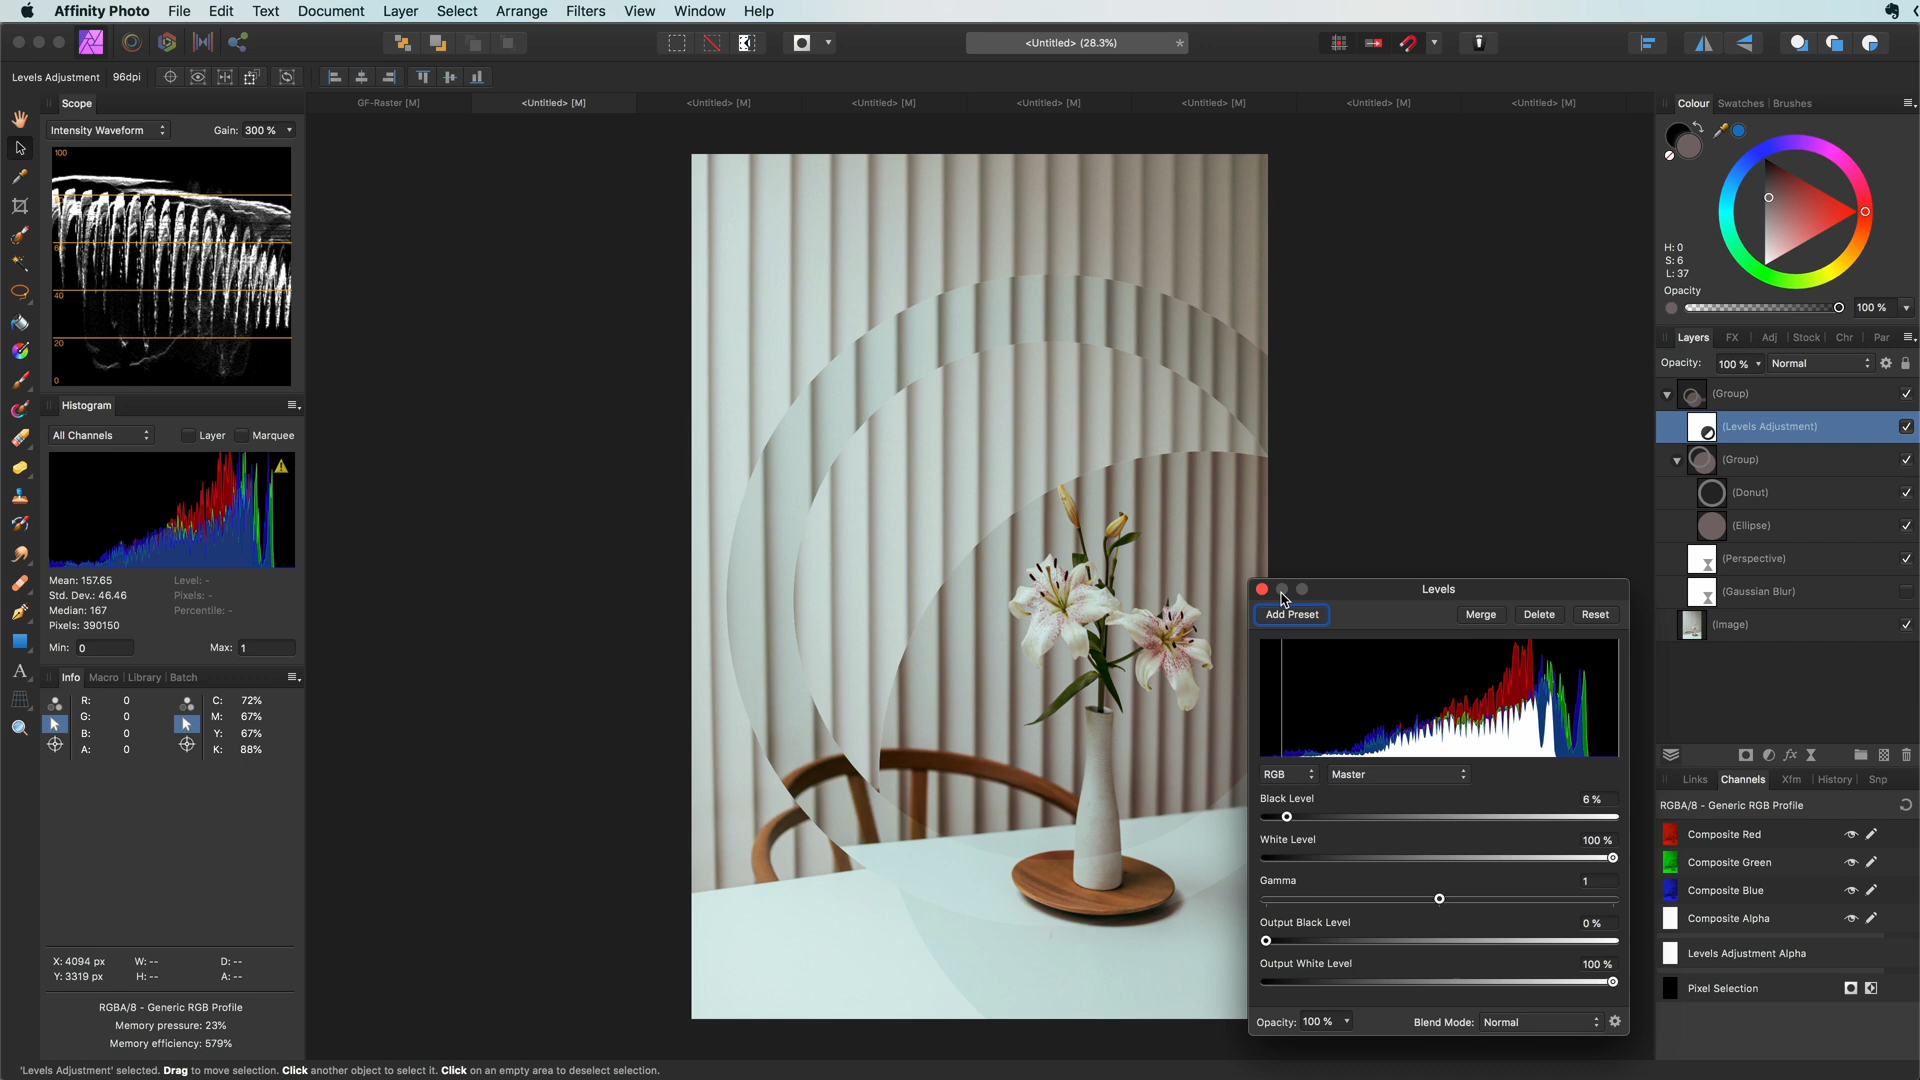 Affinity Photo File Edit Text Document Layer Select Arrange Filters View Window Help
<Untitled> (28.3%)
*
Levels Adjustment 96dpi
Scope
GF-Raster [M] <Untitled> [M] <Untitled> [M] <Untitled> [M] <Untitled> [M] <Untitled> [M] <Untitled> [M] <Untitled> [M]
Intensity Waveform Gain: 300 %
100
40
20
0
Histogram
All Channels Layer Marquee
Mean: 157.65 Level: -
Std. Dev.: 46.46 Pixels: -
Median: 167 Percentile: -
Pixels: 390150
Min: 0 Max: 1
Info Macro Library Batch
R: 0 C: 72%
G: 0 M: 67%
B: 0 Y: 67%
A: 0 K: 88%
X: 4094 px W: -- D: --
Y: 3319 px H: -- A: --
RGBA/8 - Generic RGB Profile
Memory pressure: 23%
Memory efficiency: 579%
'Levels Adjustment' selected. Drag to move selection. Click another object to select it. Click on an empty area to deselect selection.
Levels
Add Preset Merge Delete Reset
RGB Master
Black Level 6 %
White Level 100 %
Gamma 1
Output Black Level 0 %
Output White Level 100 %
Opacity: 100 % Blend Mode: Normal
Colour Swatches Brushes
H: 0
S: 6
L: 37
Opacity
100 %
Layers FX Adj Stock Chr Par
Opacity: 100 % Normal
(Group)
(Levels Adjustment)
(Group)
(Donut)
(Ellipse)
(Perspective)
(Gaussian Blur)
(Image)
fx
Links Channels Xfm History Snp
RGBA/8 - Generic RGB Profile
Composite Red
Composite Green
Composite Blue
Composite Alpha
Levels Adjustment Alpha
Pixel Selection